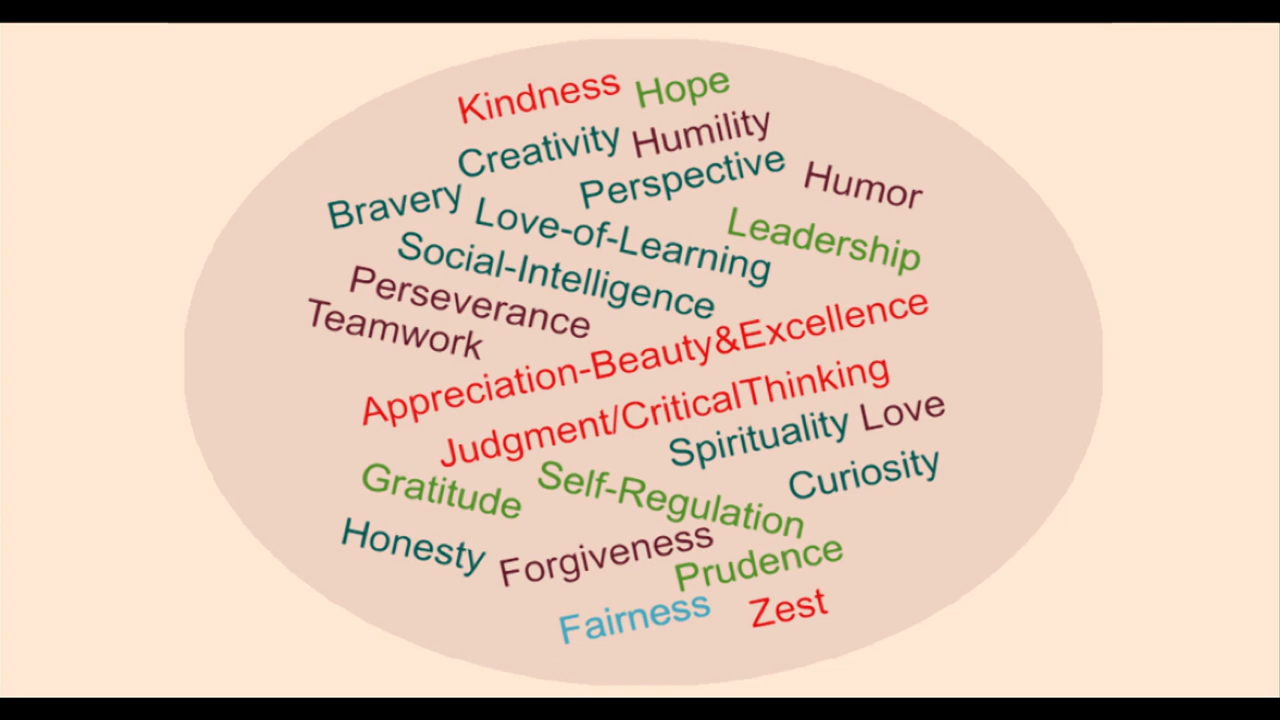 Kindness
Hope
Creativity
Humility
Perspective
Humor
Bravery
Love-of-Learning
Leadership
Social-Intelligence
Perseverance
Teamwork
Appreciation-Beauty&Excellence
Judgment/CriticalThinking
Spirituality
Love
Gratitude
Self-Regulation
Curiosity
Honesty
Forgiveness
Prudence
Fairness
Zest